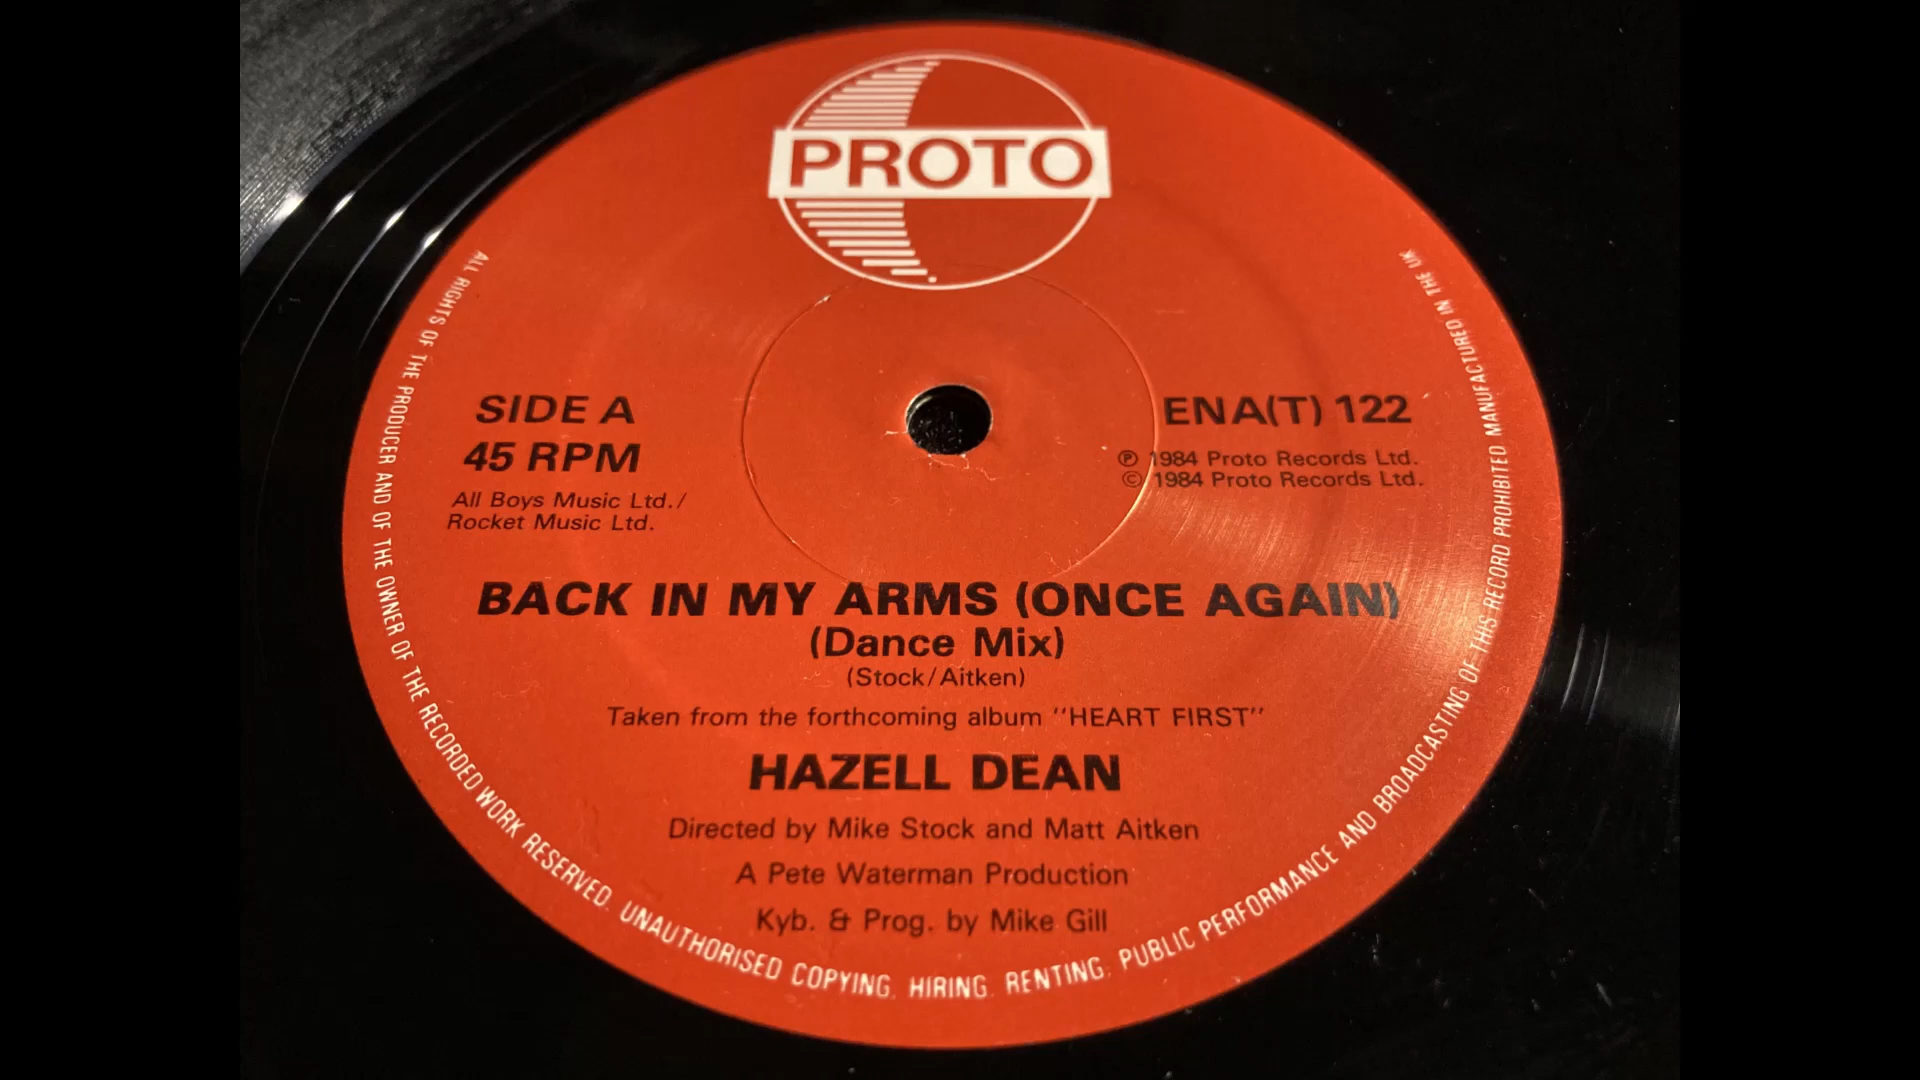 PROTO
SIDE A
45 RPM
All Boys Music Ltd./
Rocket Music Ltd.
ENA(T) 122
℗ 1984 Proto Records Ltd.
© 1984 Proto Records Ltd.
BACK IN MY ARMS (ONCE AGAIN)
(Dance Mix)
(Stock/Aitken)
Taken from the forthcoming album "HEART FIRST"
HAZELL DEAN
Directed by Mike Stock and Matt Aitken
A Pete Waterman Production
Kyb. & Prog. by Mike Gill
ALL RIGHTS OF THE PRODUCER AND OF THE OWNER OF THE RECORDED WORK RESERVED. UNAUTHORISED COPYING, HIRING, RENTING, PUBLIC PERFORMANCE AND BROADCASTING OF THIS RECORD PROHIBITED MANUFACTURED IN THE UK